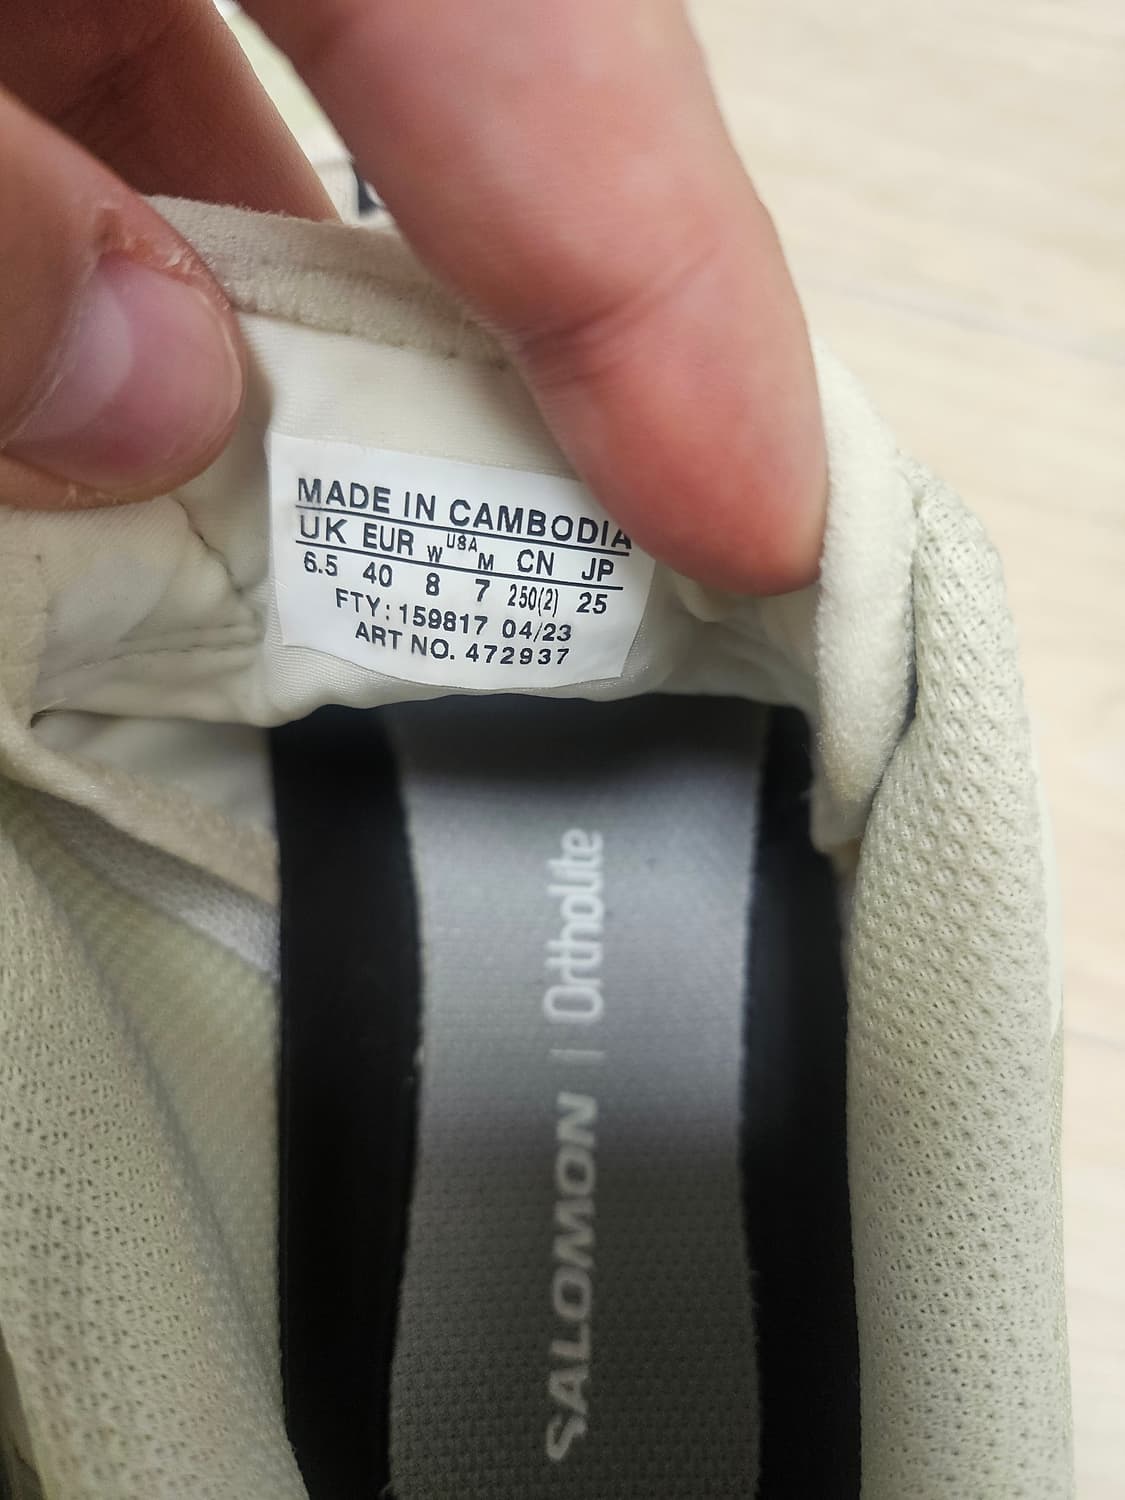 MADE IN CAMBODIA
UK EUR W USA M CN JP
6.5 40 8 7 250(2) 25
FTY: 159817 04/23
ART NO. 472937
SALOMON | Ortholite